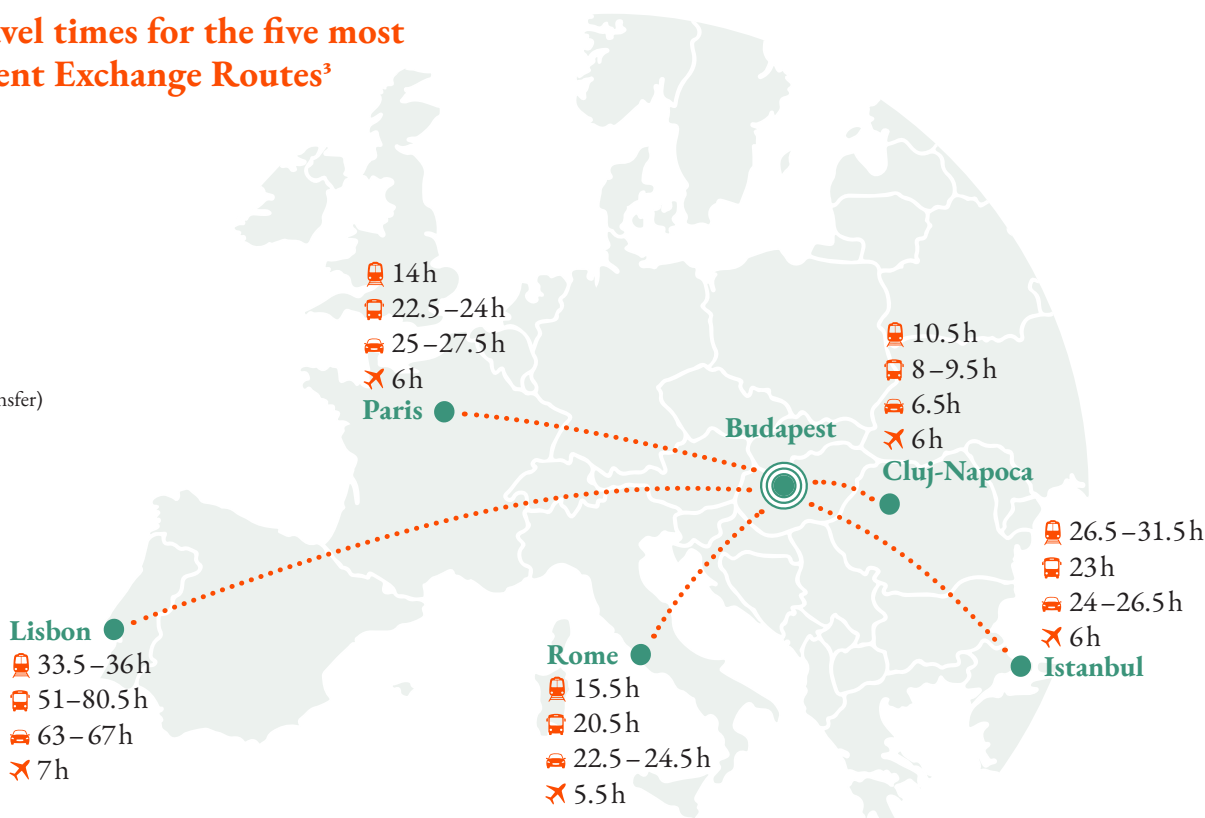 vel times for the five most
ent Exchange Routes³
nsfer)
14h
22.5–24h
25–27.5h
6h
Paris
Budapest
10.5h
8–9.5h
6.5h
6h
Cluj-Napoca
26.5–31.5h
23h
24–26.5h
6h
Istanbul
Lisbon
33.5–36h
51–80.5h
63–67h
7h
Rome
15.5h
20.5h
22.5–24.5h
5.5h